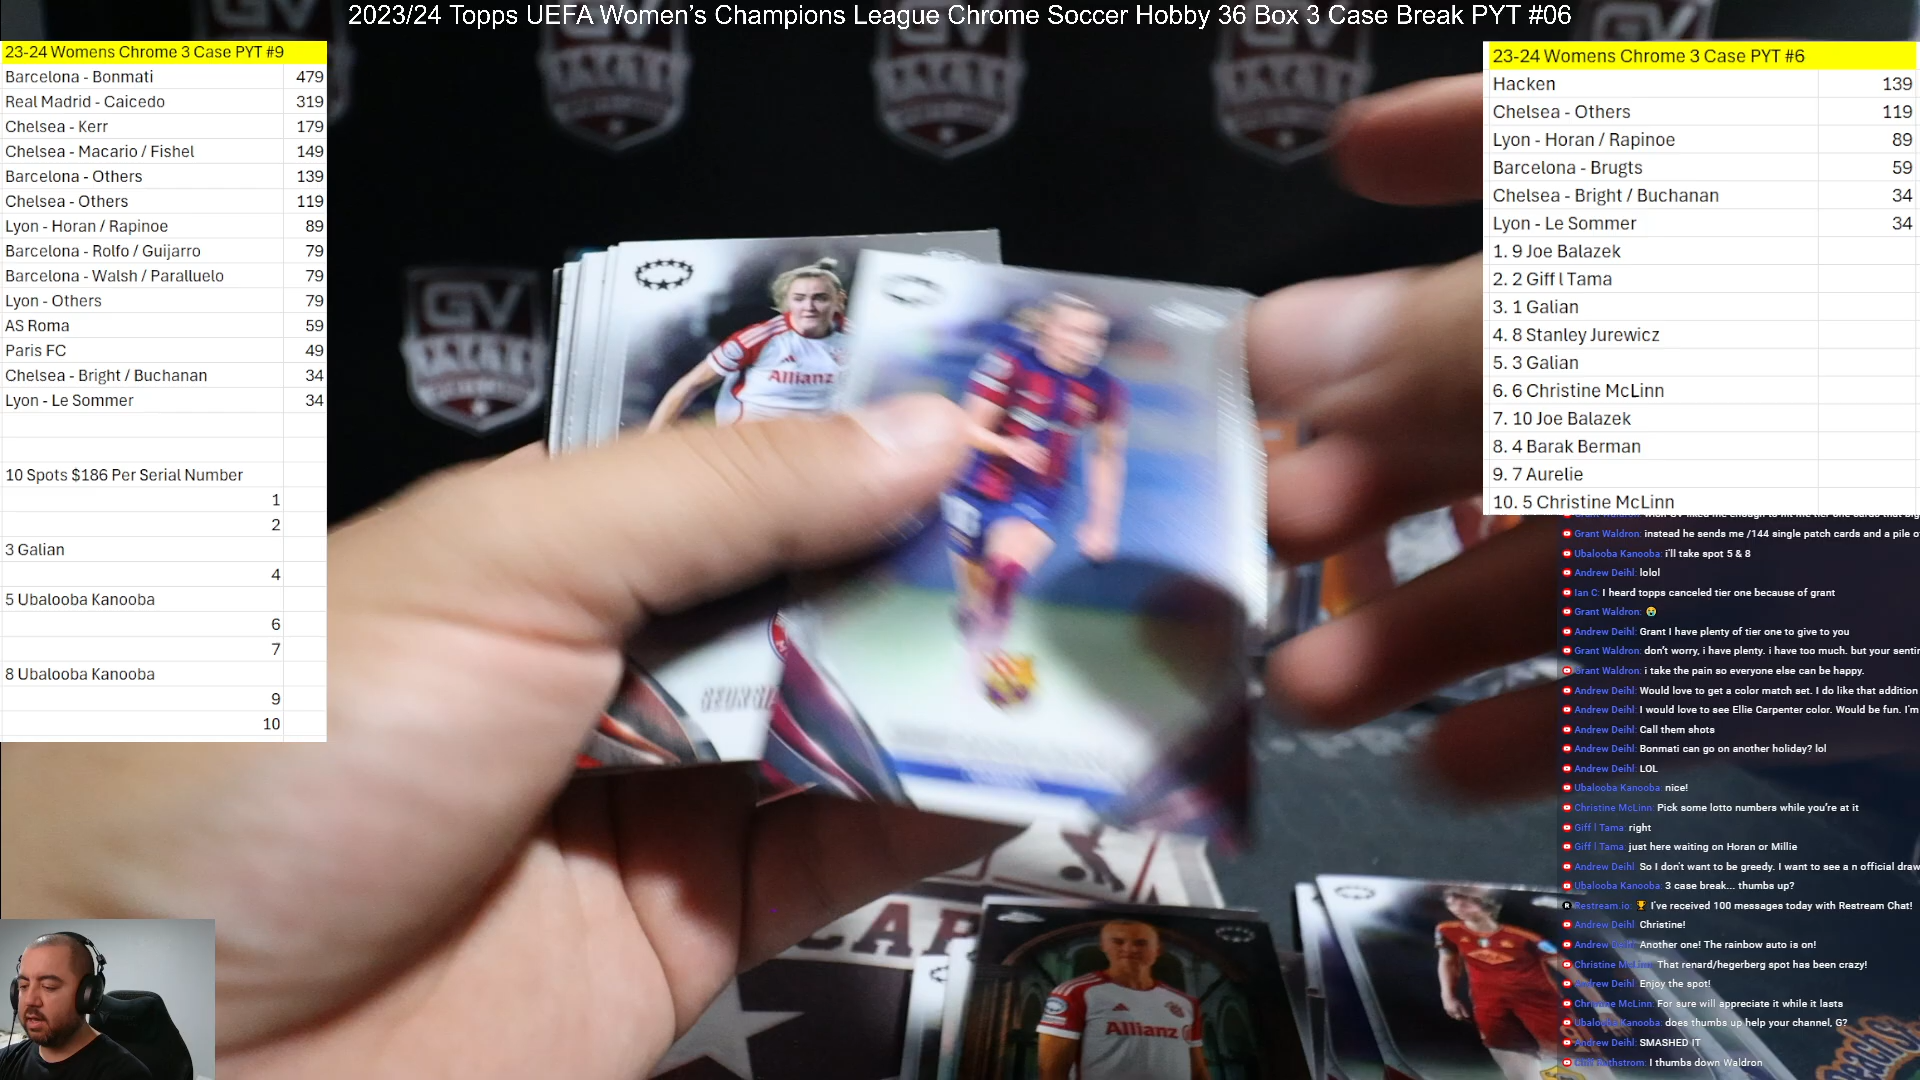 2023/24 Topps UEFA Women's Champions League Chrome Soccer Hobby 36 Box 3 Case Break PYT #06
23-24 Womens Chrome 3 Case PYT #9
Barcelona - Bonmati 479
Real Madrid - Caicedo 319
Chelsea - Kerr 179
Chelsea - Macario / Fishel 149
Barcelona - Others 139
Chelsea - Others 119
Lyon - Horan / Rapinoe 89
Barcelona - Rolfo / Guijarro 79
Barcelona - Walsh / Paralluelo 79
Lyon - Others 79
AS Roma 59
Paris FC 49
Chelsea - Bright / Buchanan 34
Lyon - Le Sommer 34
10 Spots $186 Per Serial Number
1
2
3 Galian
4
5 Ubalooba Kanooba
6
7
8 Ubalooba Kanooba
9
10
GV
Allianz
GEORGIA
Allianz
23-24 Womens Chrome 3 Case PYT #6
Hacken 139
Chelsea - Others 119
Lyon - Horan / Rapinoe 89
Barcelona - Brugts 59
Chelsea - Bright / Buchanan 34
Lyon - Le Sommer 34
1. 9 Joe Balazek
2. 2 Giff l Tama
3. 1 Galian
4. 8 Stanley Jurewicz
5. 3 Galian
6. 6 Christine McLinn
7. 10 Joe Balazek
8. 4 Barak Berman
9. 7 Aurelie
10. 5 Christine McLinn
Grant Waldron: instead he sends me /144 single patch cards and a pile
Ubalooba Kanooba: i'll take spot 5 & 8
Andrew Deihl: lolol
Ian C: I heard topps canceled tier one because of grant
Grant Waldron: 😭
Andrew Deihl: Grant I have plenty of tier one to give to you
Grant Waldron: don't worry, i have plenty. i have too much. but your
Grant Waldron: i take the pain so everyone else can be happy.
Andrew Deihl: Would love to get a color match set. I do like that addition
Andrew Deihl: I would love to see Ellie Carpenter color. Would be fun. I'm
Andrew Deihl: Call them shots
Andrew Deihl: Bonmati can go on another holiday? lol
Andrew Deihl: LOL
Ubalooba Kanooba: nice!
Christine McLinn: Pick some lotto numbers while you're at it
Giff l Tama: right
Giff l Tama: just here waiting on Horan or Millie
Andrew Deihl: So I don't want to be greedy. I want to see a n official
Ubalooba Kanooba: 3 case break... thumbs up?
Restream.io: 🏆 I've received 100 messages today with Restream Chat!
Andrew Deihl: Christine!
Andrew Deihl: Another one! The rainbow auto is on!
Christine McLinn: That renard/hegerberg spot has been crazy!
Andrew Deihl: Enjoy the spot!
Christine McLinn: For sure will appreciate it while it lasts
Ubalooba Kanooba: does thumbs up help your channel, G?
Andrew Deihl: SMASHED IT
I thumbs down Waldron